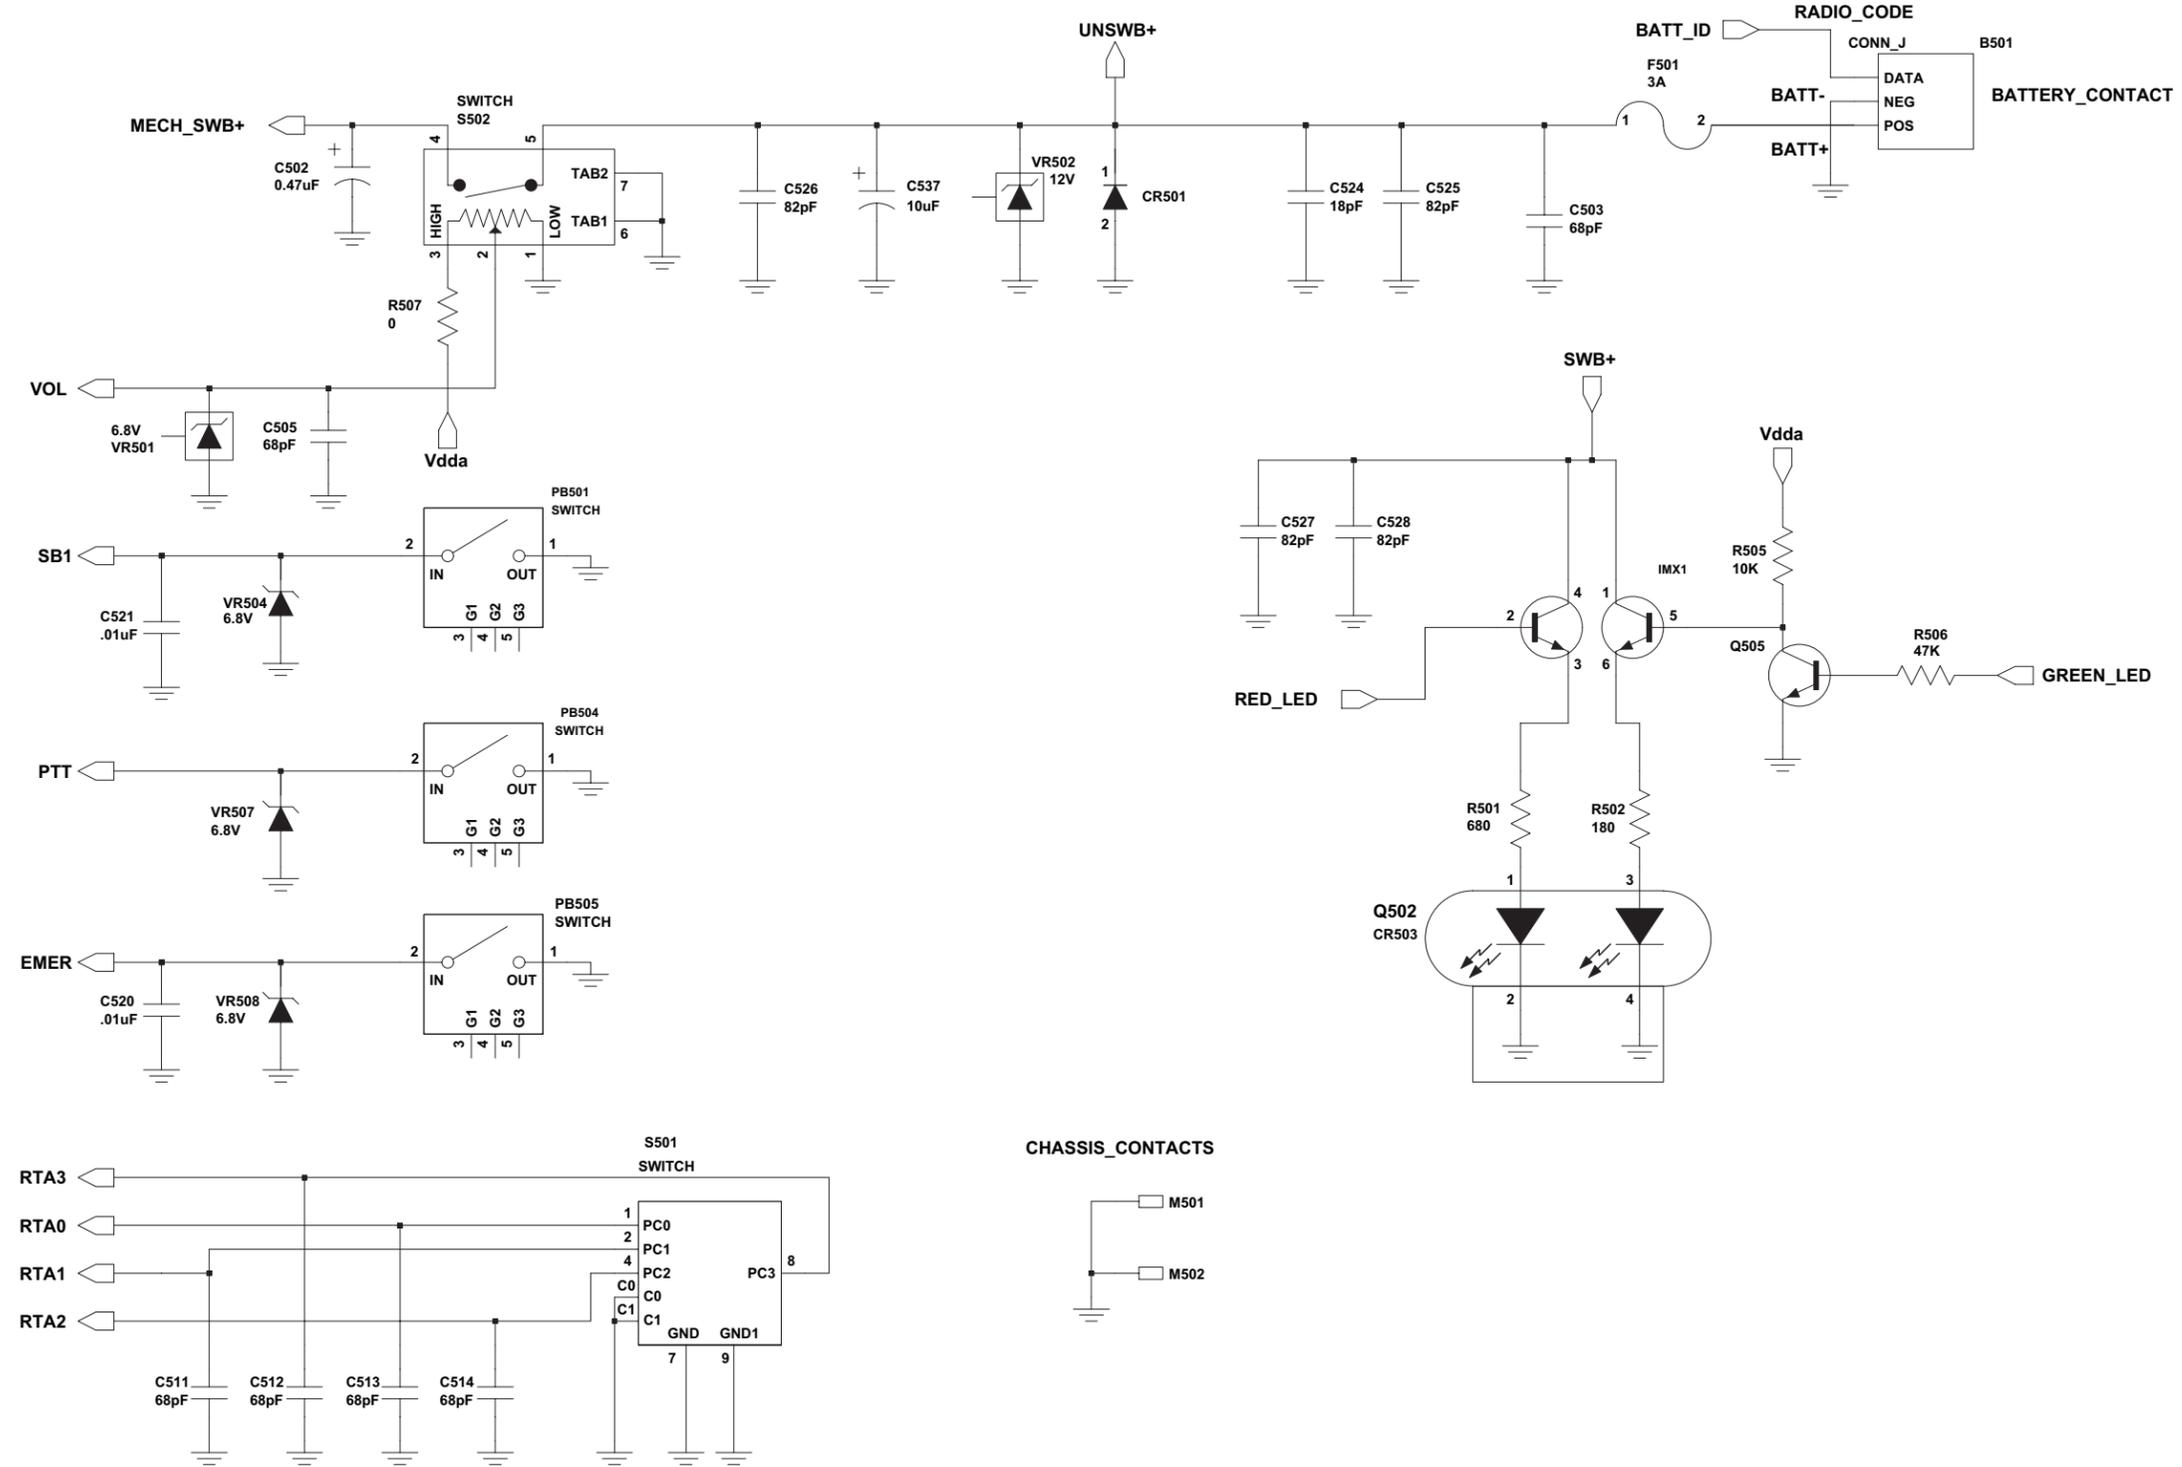 RADIO_CODE
BATT_ID
CONN_J
B501
F501
3A
DATA
NEG
POS
BATT-
BATT+
BATTERY_CONTACT
1
2
UNSWB+
MECH_SWB+
SWITCH
S502
4
5
C502
0.47uF
+
TAB2
7
TAB1
6
HIGH
LOW
3
2
1
R507
0
Vdda
C526
82pF
+
C537
10uF
VR502
12V
1
CR501
2
C524
18pF
C525
82pF
C503
68pF
VOL
6.8V
VR501
C505
68pF
SB1
C521
.01uF
VR504
6.8V
PB501
SWITCH
2
1
IN
OUT
G1
G2
G3
3
4
5
PTT
VR507
6.8V
PB504
SWITCH
2
1
IN
OUT
G1
G2
G3
3
4
5
EMER
C520
.01uF
VR508
6.8V
PB505
SWITCH
2
1
IN
OUT
G1
G2
G3
3
4
5
SWB+
Vdda
C527
82pF
C528
82pF
IMX1
R505
10K
2
4
3
1
5
6
Q505
R506
47K
GREEN_LED
RED_LED
R501
680
R502
180
1
3
Q502
CR503
2
4
S501
SWITCH
RTA3
RTA0
RTA1
RTA2
1
PC0
2
PC1
4
PC2
C0
C0
C1
C1
PC3
8
GND
GND1
7
9
C511
68pF
C512
68pF
C513
68pF
C514
68pF
CHASSIS_CONTACTS
M501
M502